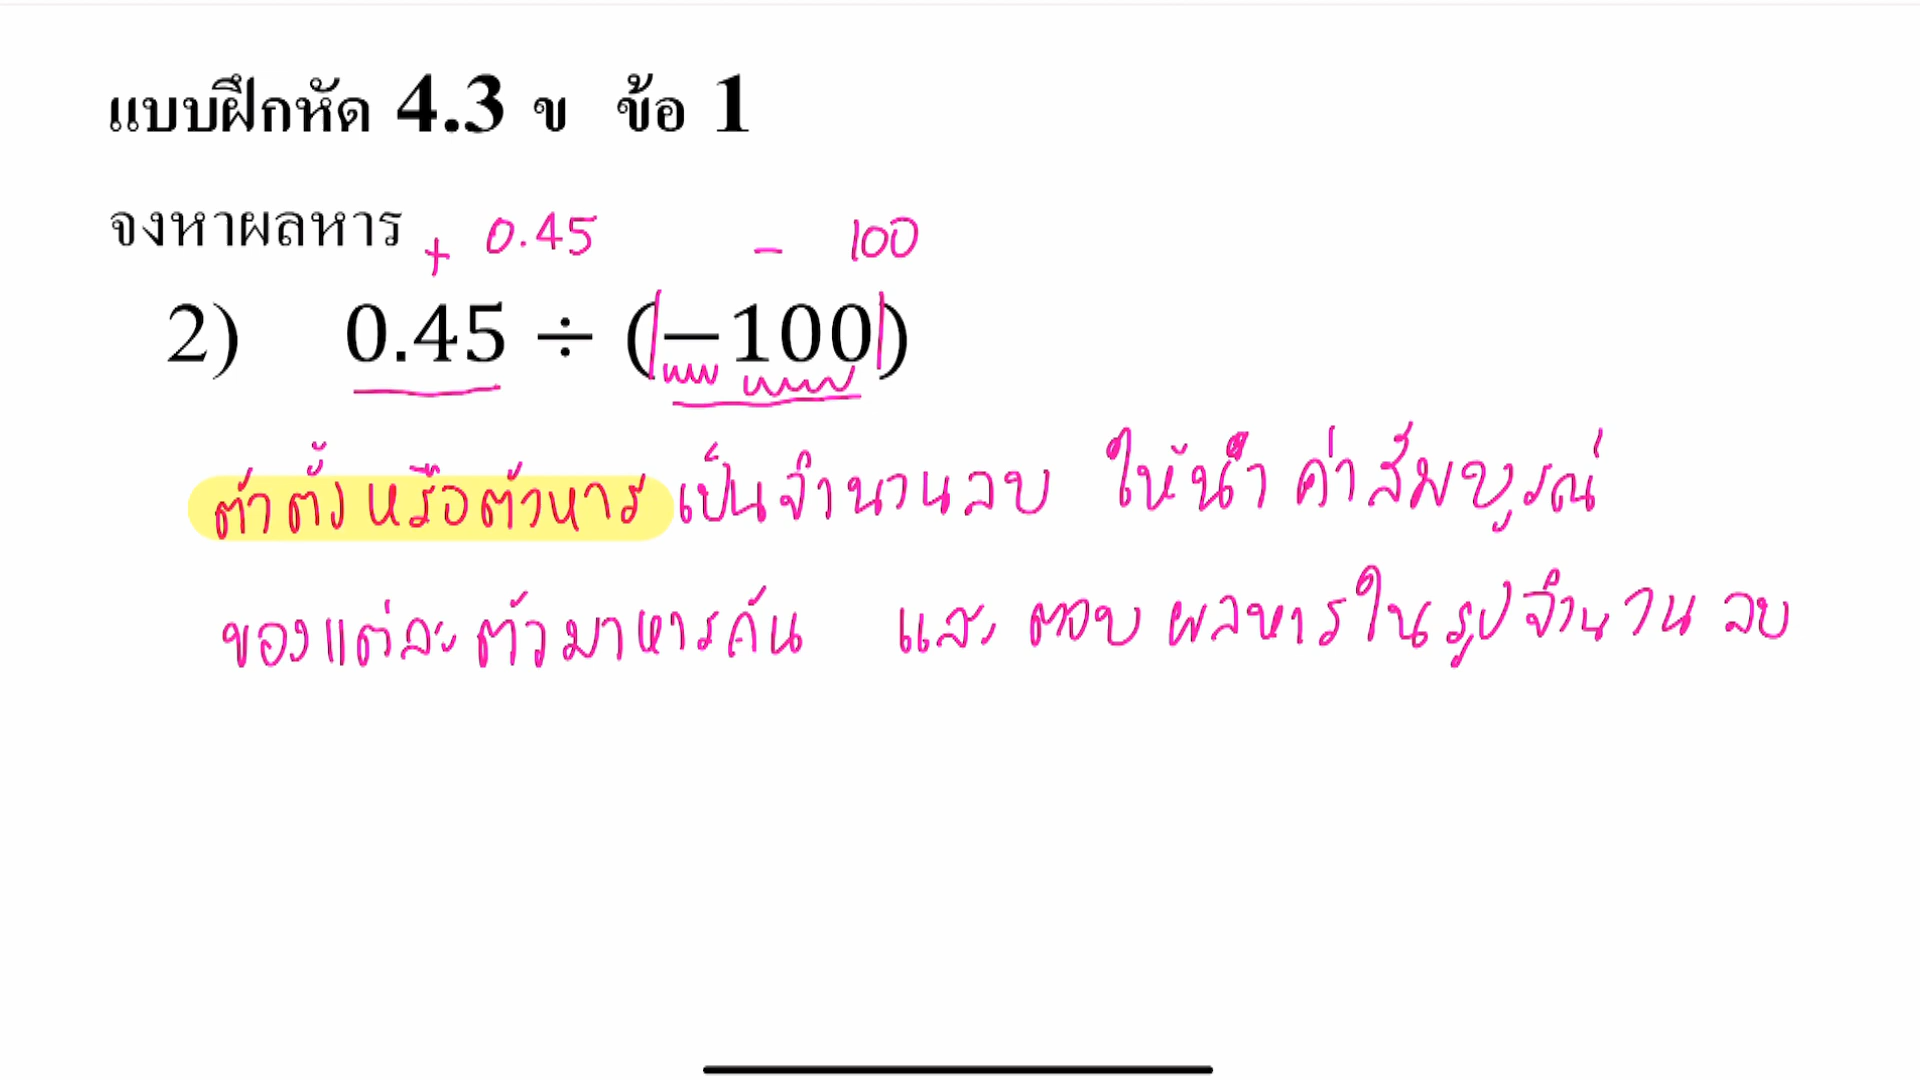 แบบฝึกหัด 4.3 ข ข้อ 1
จงหาผลหาร
+ 0.45 − 100
2) 0.45 ÷ (|−100|)
ตัวตั้งหรือตัวหาร เป็นจำนวนลบ ให้นำ ค่าสัมบูรณ์
ของแต่ละตัวมาหารกัน และ ตอบ ผลหารในรูปจำนวน ลบ